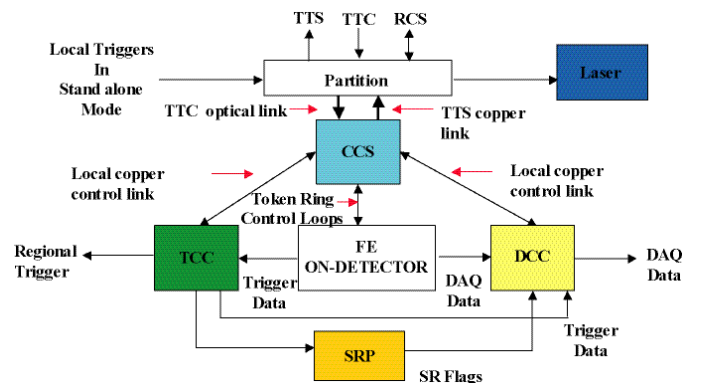 TTS TTC RCS
Local Triggers
In
Stand alone
Mode
Partition
Laser
TTC optical link
TTS copper
link
CCS
Local copper
control link
Local copper
control link
Token Ring
Control Loops
Regional
Trigger
TCC
FE
ON-DETECTOR
DCC
DAQ
Data
Trigger
Data
DAQ
Data
Trigger
Data
SRP
SR Flags